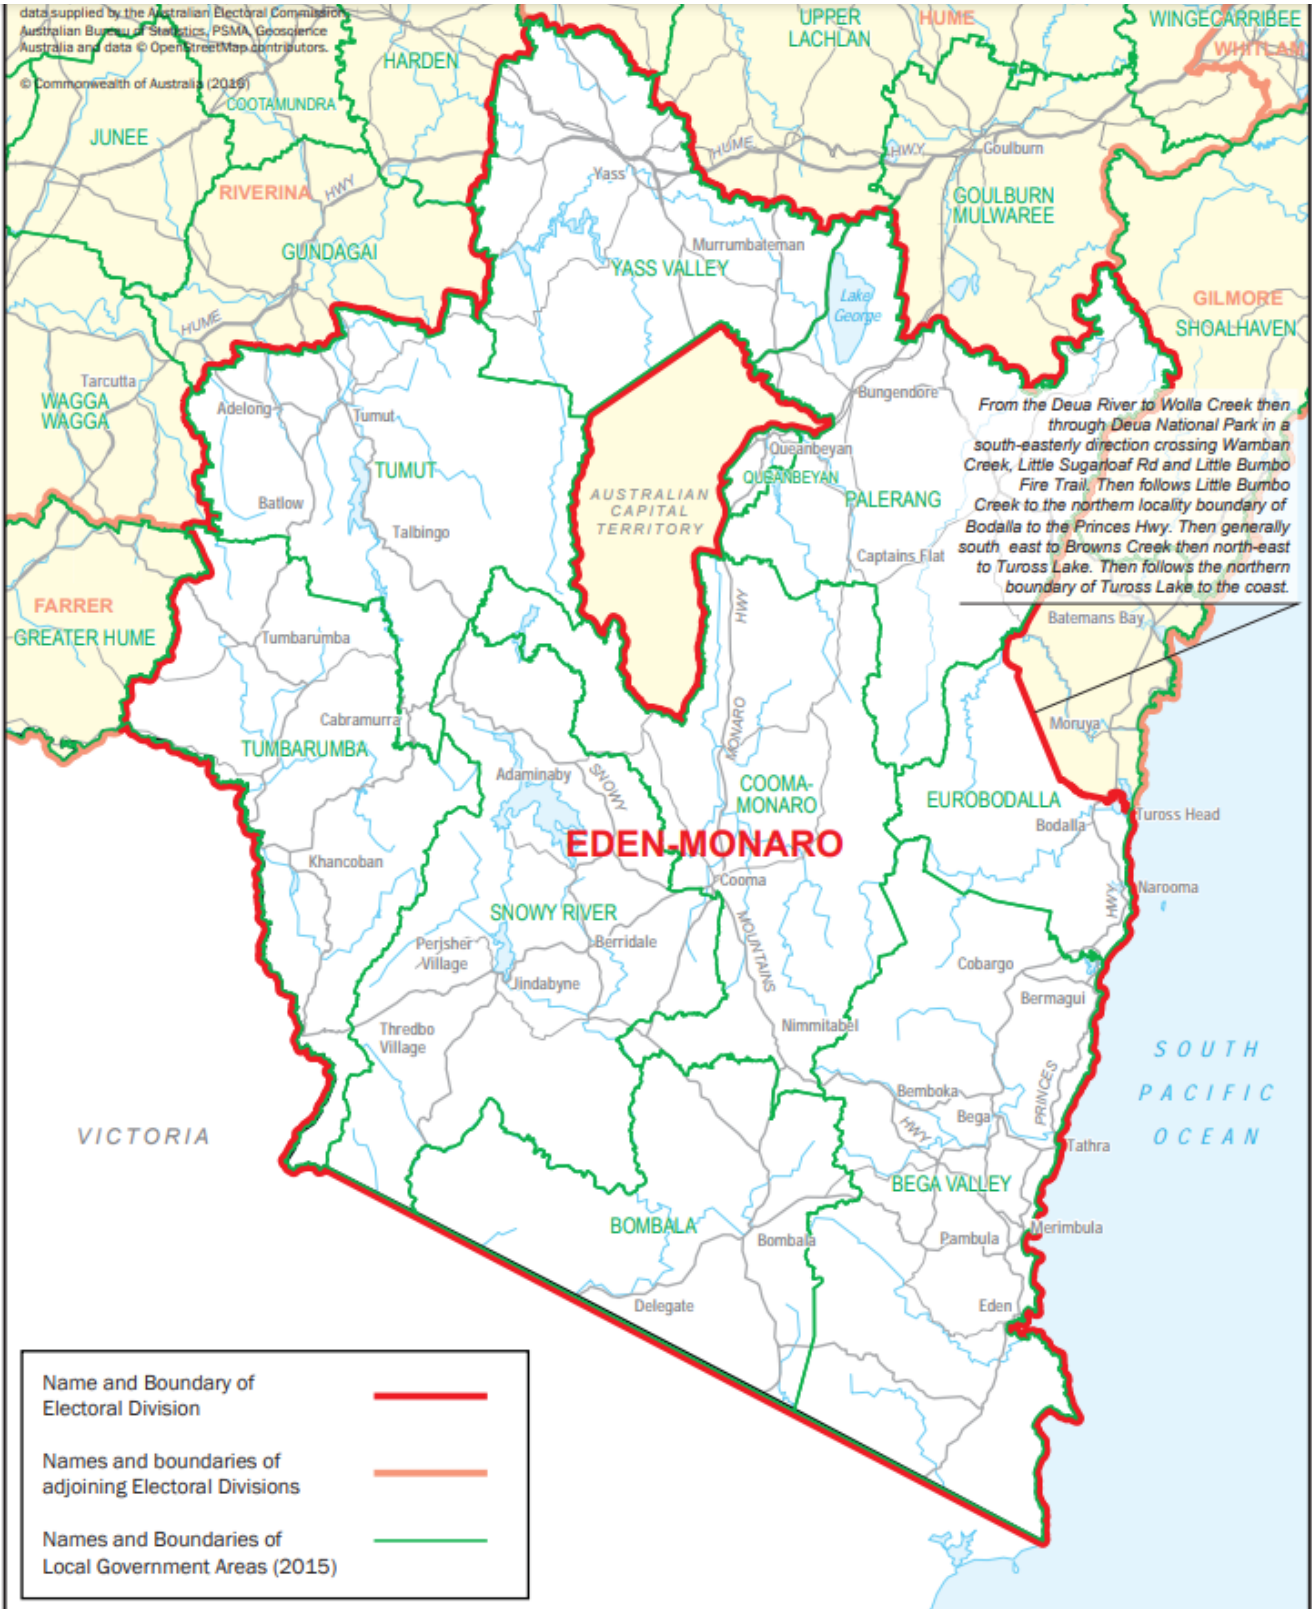 data supplied by the Australian Electoral Commission
Australian Bureau of Statistics, PSMA, Geoscience
Australia and data © OpenStreetMap contributors.
© Commonwealth of Australia (2016)
UPPER
LACHLAN
HUME
WINGECARRIBEE
WHITLAM
HARDEN
COOTAMUNDRA
JUNEE
HUME
HWY
Goulburn
Yass
RIVERINA
HWY
GOULBURN
MULWAREE
GUNDAGAI
Murrumbateman
YASS VALLEY
Lake
George
GILMORE
SHOALHAVEN
HUME
Tarcutta
WAGGA
WAGGA
Adelong
Tumut
Bungendore
From the Deua River to Wolla Creek then
through Deua National Park in a
south-easterly direction crossing Wamban
Creek, Little Sugarloaf Rd and Little Bumbo
Fire Trail. Then follows Little Bumbo
Creek to the northern locality boundary of
Bodalla to the Princes Hwy. Then generally
south east to Browns Creek then north-east
to Tuross Lake. Then follows the northern
boundary of Tuross Lake to the coast.
Queanbeyan
QUEANBEYAN
TUMUT
PALERANG
AUSTRALIAN
CAPITAL
TERRITORY
Batlow
Talbingo
Captains Flat
FARRER
GREATER HUME
HWY
Batemans Bay
Tumbarumba
Cabramurra
TUMBARUMBA
MONARO
Moruya
Adaminaby
SNOWY
COOMA-
MONARO
EUROBODALLA
Tuross Head
Bodalla
EDEN-MONARO
Khancoban
Cooma
Narooma
HWY
SNOWY RIVER
Perisher
Village
Berridale
MOUNTAINS
Cobargo
Jindabyne
Bermagui
Thredbo
Village
Nimmitabel
SOUTH
PACIFIC
OCEAN
Bemboka
PRINCES
Bega
HWY
VICTORIA
Tathra
BEGA VALLEY
BOMBALA
Bombala
Pambula
Merimbula
Delegate
Eden
Name and Boundary of
Electoral Division
Names and boundaries of
adjoining Electoral Divisions
Names and Boundaries of
Local Government Areas (2015)